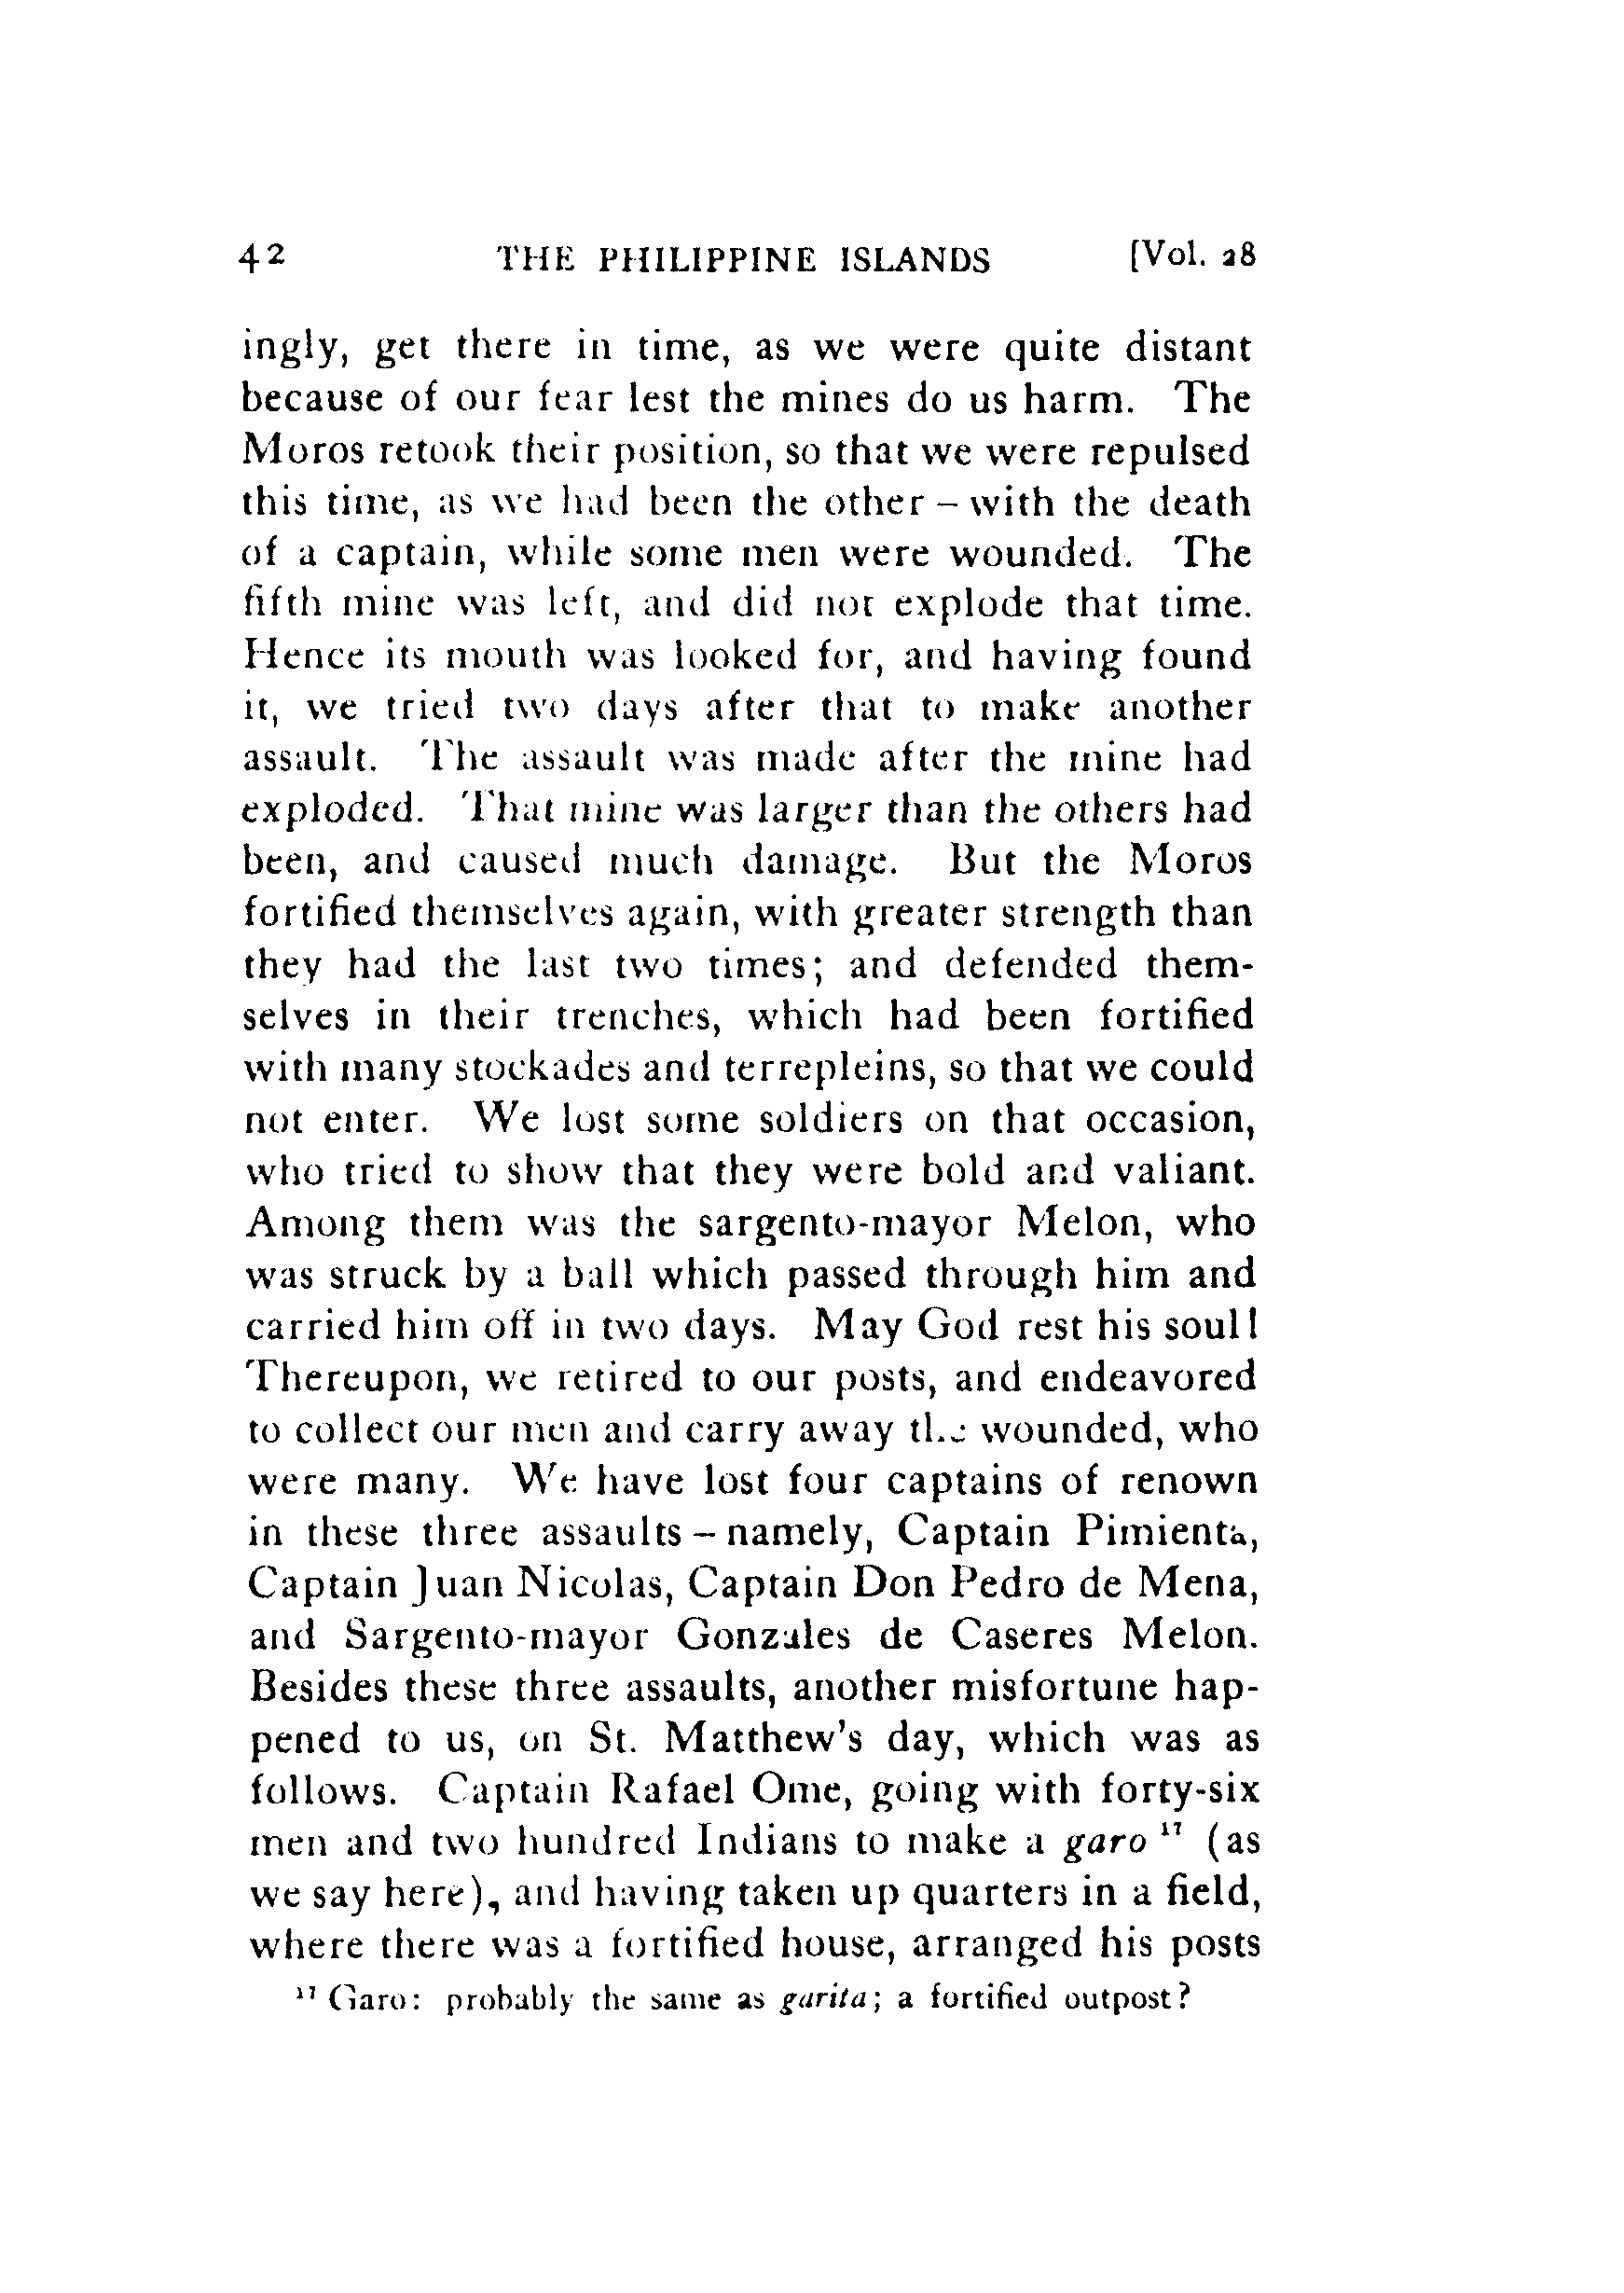 42 THE PHILIPPINE ISLANDS [Vol. 28
ingly, get there in time, as we were quite distant
because of our fear lest the mines do us harm. The
Moros retook their position, so that we were repulsed
this time, as we had been the other – with the death
of a captain, while some men were wounded. The
fifth mine was left, and did not explode that time.
Hence its mouth was looked for, and having found
it, we tried two days after that to make another
assault. The assault was made after the mine had
exploded. That mine was larger than the others had
been, and caused much damage. But the Moros
fortified themselves again, with greater strength than
they had the last two times; and defended them-
selves in their trenches, which had been fortified
with many stockades and terrepleins, so that we could
not enter. We lost some soldiers on that occasion,
who tried to show that they were bold and valiant.
Among them was the sargento-mayor Melon, who
was struck by a ball which passed through him and
carried him off in two days. May God rest his soul!
Thereupon, we retired to our posts, and endeavored
to collect our men and carry away the wounded, who
were many. We have lost four captains of renown
in these three assaults – namely, Captain Pimienta,
Captain Juan Nicolas, Captain Don Pedro de Mena,
and Sargento-mayor Gonzales de Caseres Melon.
Besides these three assaults, another misfortune hap-
pened to us, on St. Matthew's day, which was as
follows. Captain Rafael Ome, going with forty-six
men and two hundred Indians to make a garo 17 (as
we say here), and having taken up quarters in a field,
where there was a fortified house, arranged his posts
17 Garo: probably the same as garita; a fortified outpost?